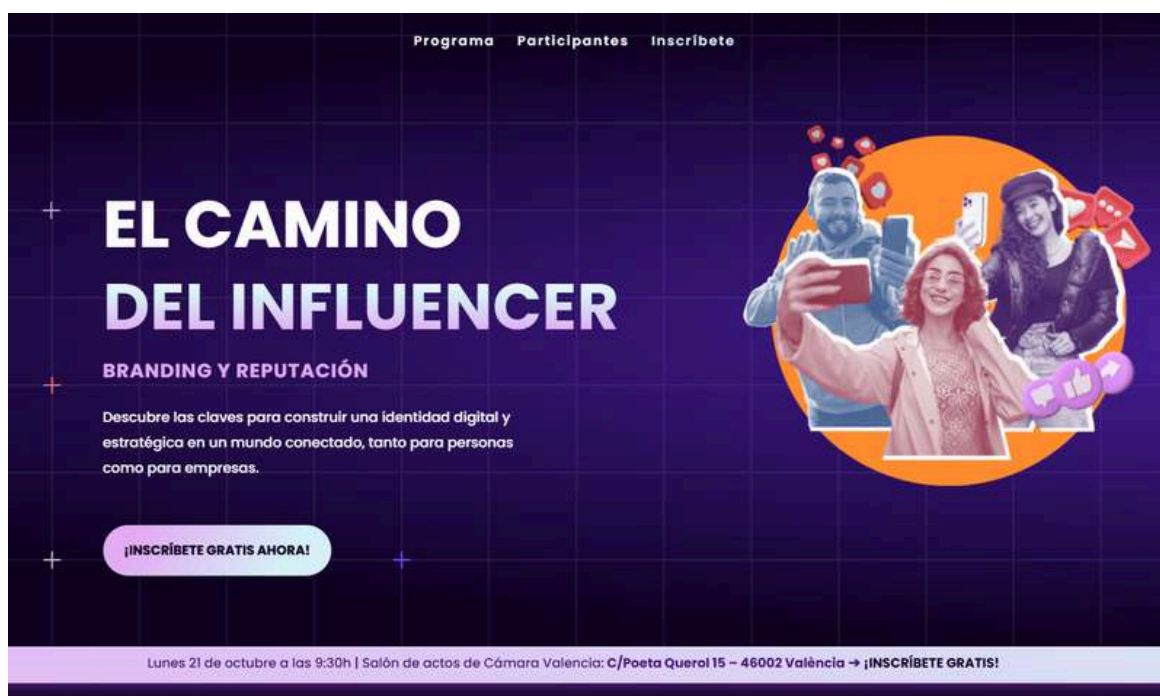 Programa Participantes Inscríbete
EL CAMINO
DEL INFLUENCER
BRANDING Y REPUTACIÓN
Descubre las claves para construir una identidad digital y
estratégica en un mundo conectado, tanto para personas
como para empresas.
¡INSCRÍBETE GRATIS AHORA!
Lunes 21 de octubre a las 9:30h | Salón de actos de Cámara Valencia: C/Poeta Querol 15 – 46002 València ➔ ¡INSCRÍBETE GRATIS!